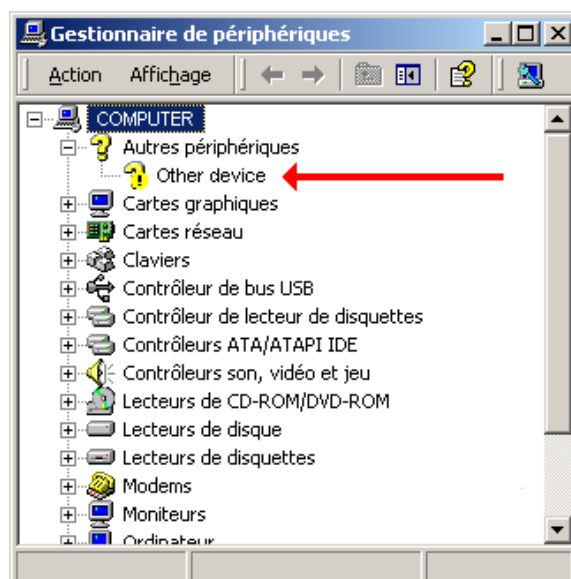 Gestionnaire de périphériques
Action Affichage
COMPUTER
Autres périphériques
Other device
Cartes graphiques
Cartes réseau
Claviers
Contrôleur de bus USB
Contrôleur de lecteur de disquettes
Contrôleurs ATA/ATAPI IDE
Contrôleurs son, vidéo et jeu
Lecteurs de CD-ROM/DVD-ROM
Lecteurs de disque
Lecteurs de disquettes
Modems
Moniteurs
Ordinateur